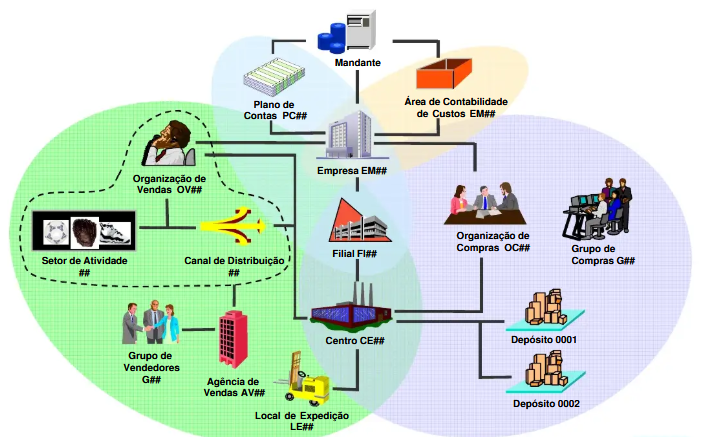 Mandante
Plano de
Contas PC##
Área de Contabilidade
de Custos EM##
Empresa EM##
Organização de
Vendas OV##
Setor de Atividade
##
Canal de Distribuição
##
Filial FI##
Organização de
Compras OC##
Grupo de
Compras G##
Grupo de
Vendedores
G##
Agência de
Vendas AV##
Centro CE##
Local de Expedição
LE##
Depósito 0001
Depósito 0002